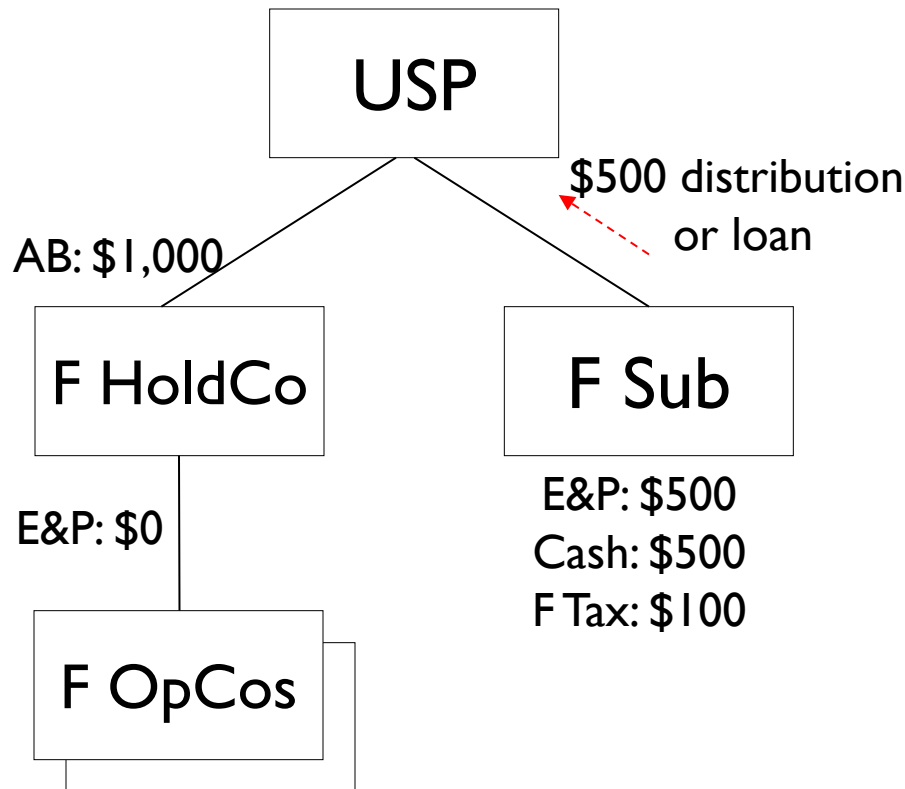 USP
$500 distribution
or loan
AB: $1,000
F HoldCo
F Sub
E&P: $0
E&P: $500
Cash: $500
F Tax: $100
F OpCos